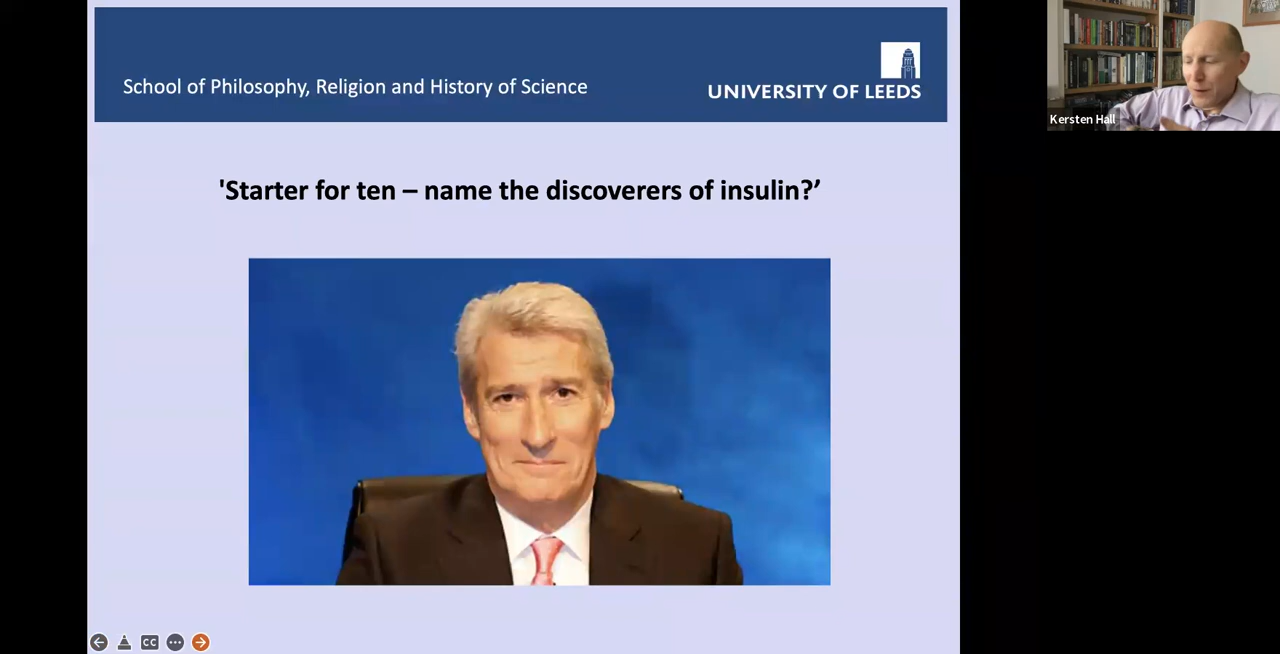 School of Philosophy, Religion and History of Science
UNIVERSITY OF LEEDS
Kersten Hall
'Starter for ten – name the discoverers of insulin?’
CC